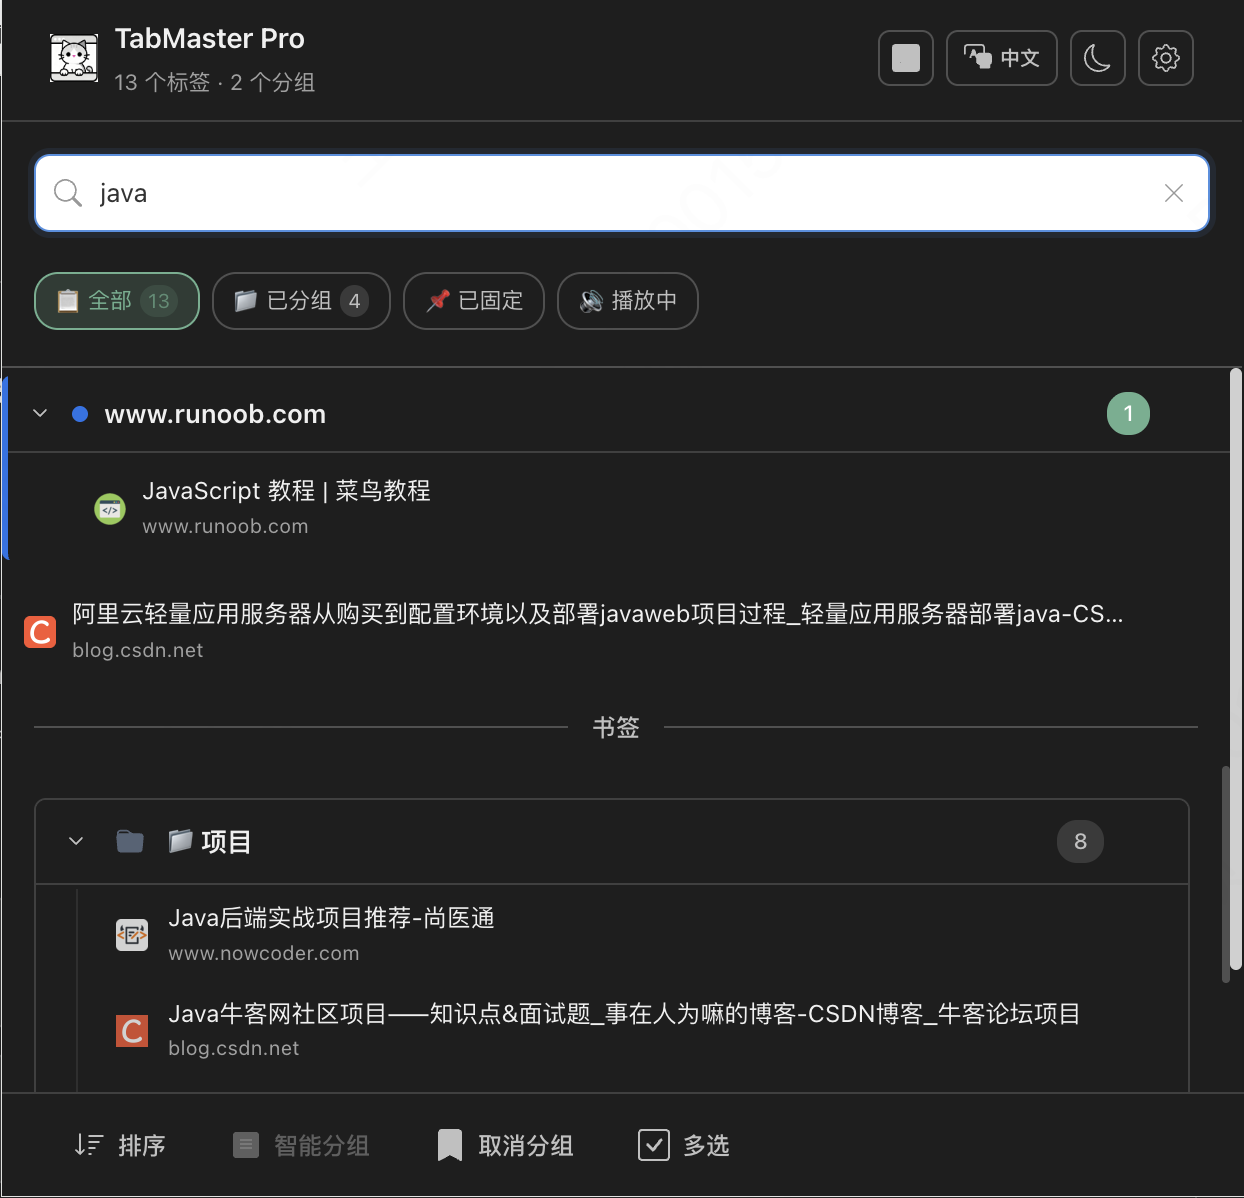 TabMaster Pro
13 个标签 · 2 个分组
中文
java
全部 13
已分组 4
已固定
播放中
www.runoob.com
1
JavaScript 教程 | 菜鸟教程
www.runoob.com
阿里云轻量应用服务器从购买到配置环境以及部署javaweb项目过程_轻量应用服务器部署java-CS...
blog.csdn.net
书签
项目
8
Java后端实战项目推荐-尚医通
www.nowcoder.com
Java牛客网社区项目——知识点&面试题_事在人为嘛的博客-CSDN博客_牛客论坛项目
blog.csdn.net
排序
智能分组
取消分组
多选